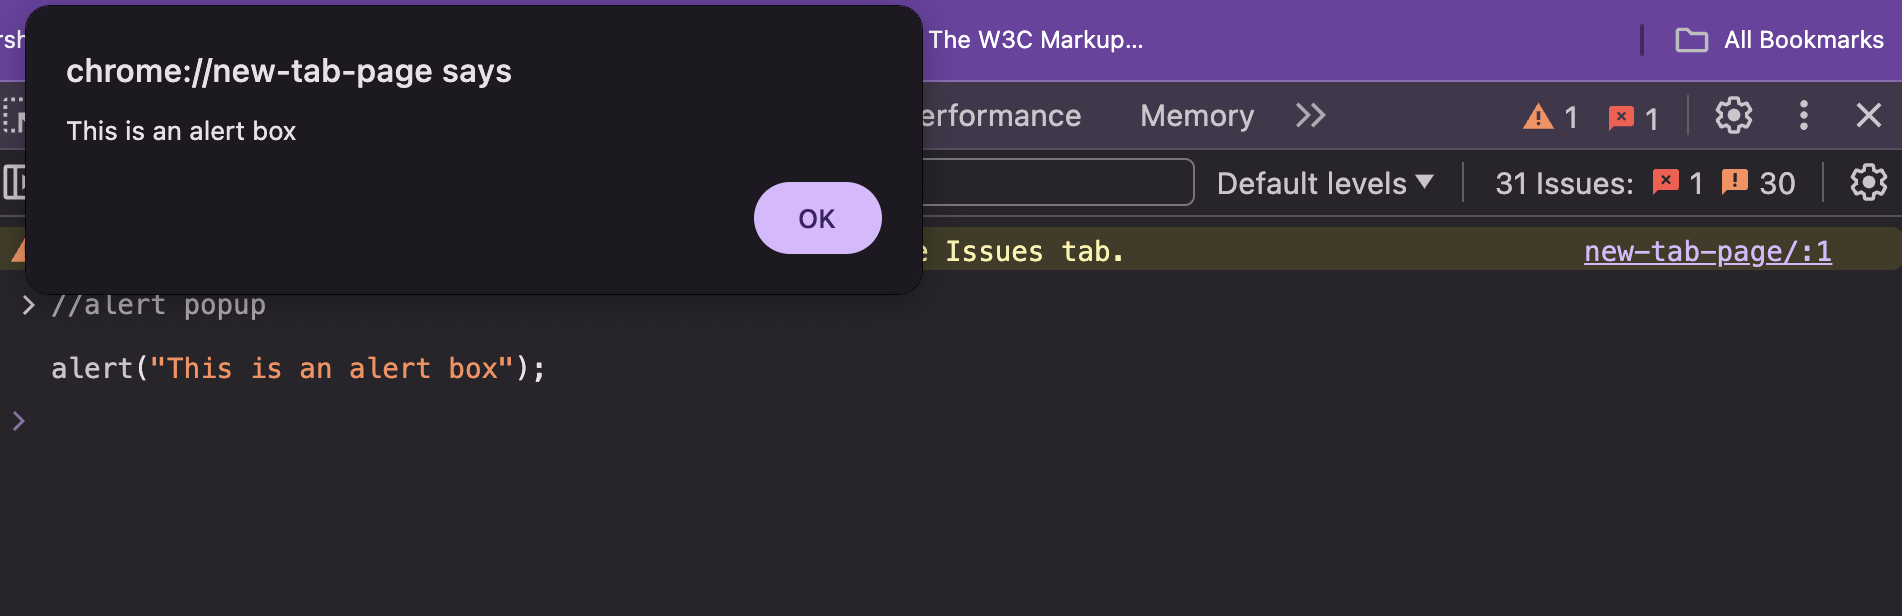 The W3C Markup...
All Bookmarks
chrome://new-tab-page says
This is an alert box
OK
Memory
1
1
Default levels
31 Issues:
1
30
Issues tab.
new-tab-page/:1
//alert popup
alert("This is an alert box");